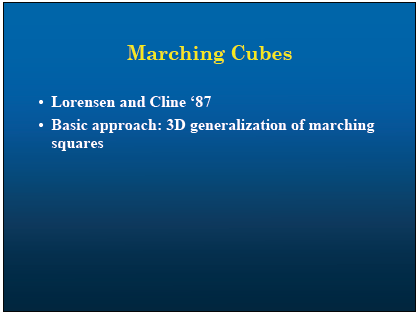 Marching Cubes
• Lorensen and Cline ‘87
• Basic approach: 3D generalization of marching
squares